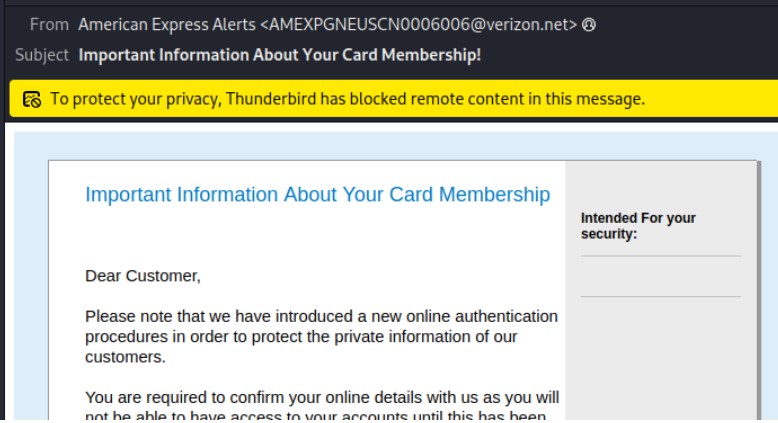 From American Express Alerts <AMEXPGNEUSCN0006006@verizon.net>
Subject Important Information About Your Card Membership!
To protect your privacy, Thunderbird has blocked remote content in this message.
Important Information About Your Card Membership
Intended For your
security:
Dear Customer,
Please note that we have introduced a new online authentication
procedures in order to protect the private information of our
customers.
You are required to confirm your online details with us as you will
not be able to have access to your accounts until this has been